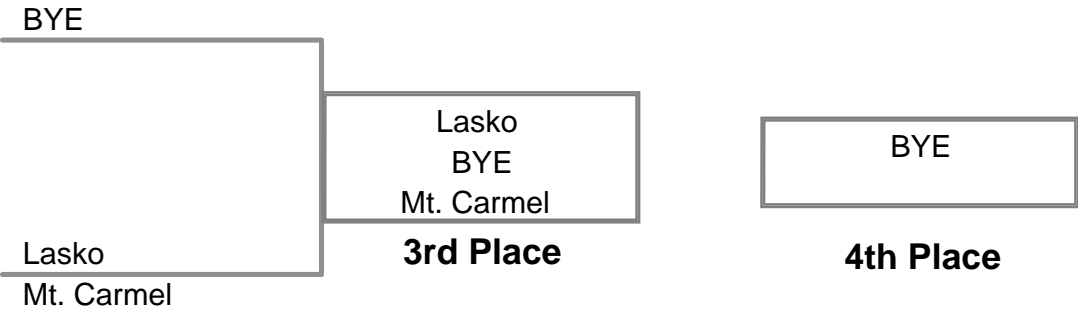 BYE
Lasko
BYE
Mt. Carmel
3rd Place
BYE
4th Place
Lasko
Mt. Carmel